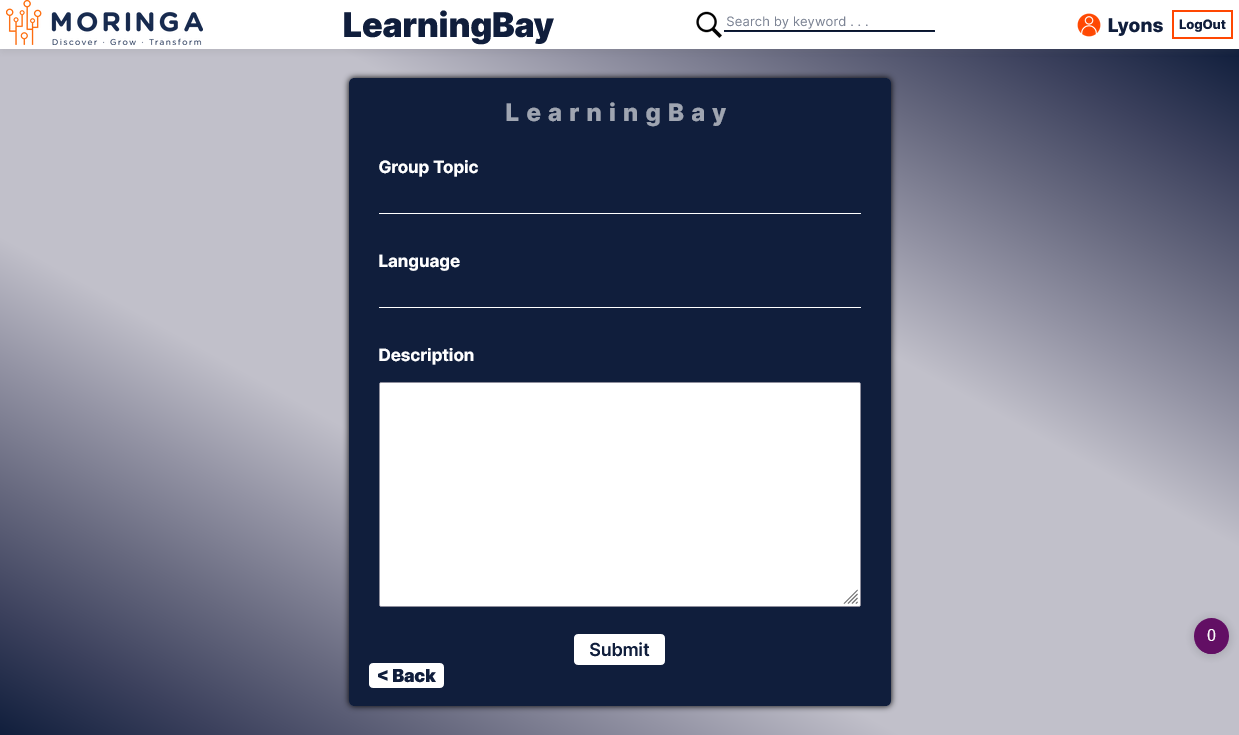 MORINGA
Discover · Grow · Transform
LearningBay
Search by keyword . . .
Lyons
LogOut
LearningBay
Group Topic
Language
Description
Submit
< Back
0